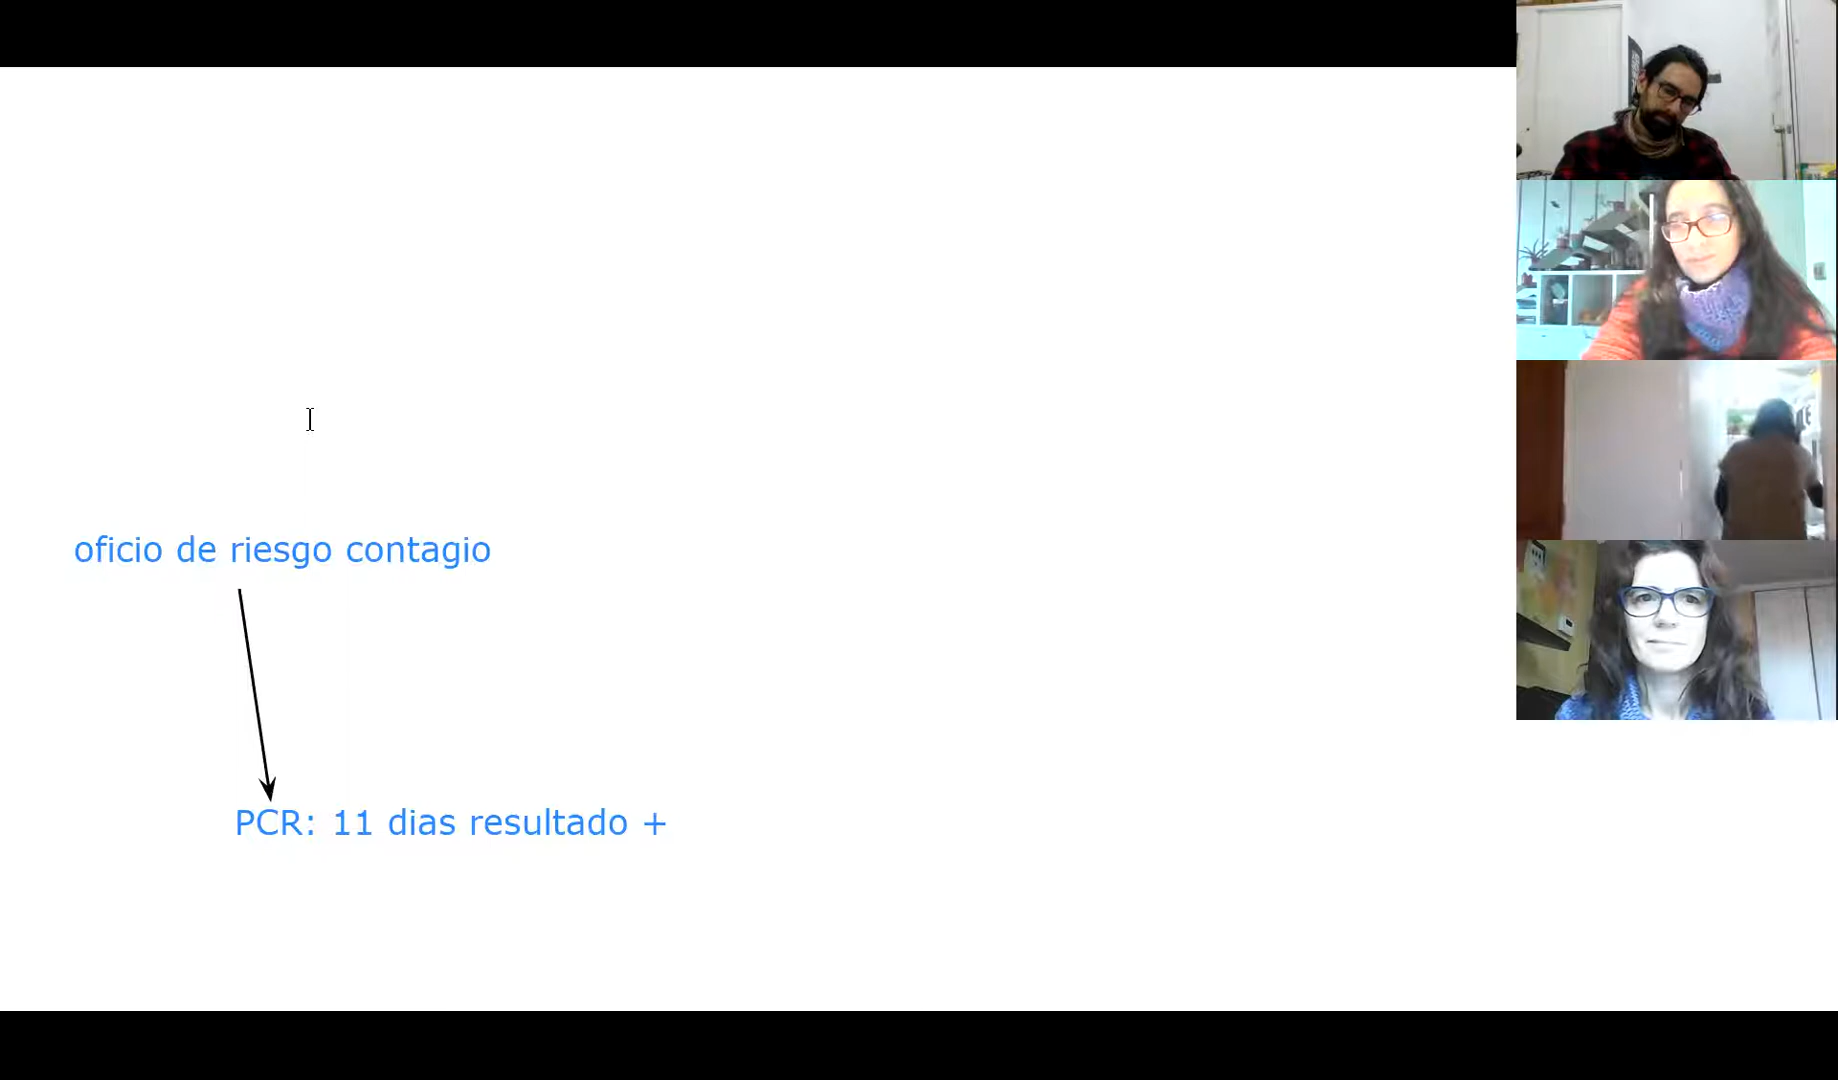 oficio de riesgo contagio
PCR: 11 dias resultado +